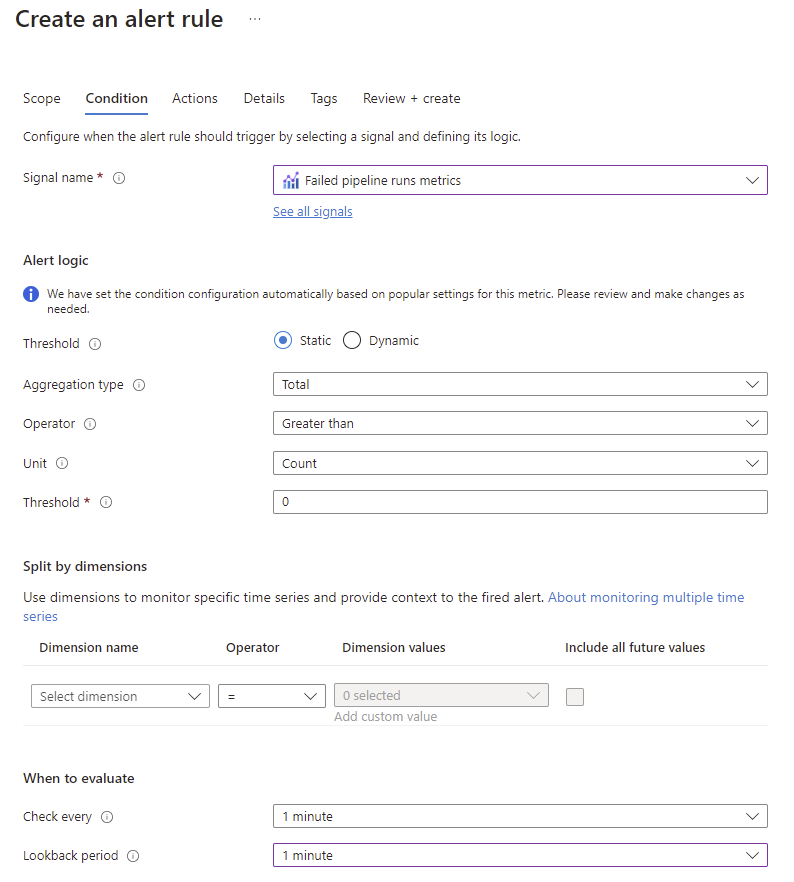 Create an alert rule ...
Scope Condition Actions Details Tags Review + create
Configure when the alert rule should trigger by selecting a signal and defining its logic.
Signal name * Failed pipeline runs metrics
See all signals
Alert logic
We have set the condition configuration automatically based on popular settings for this metric. Please review and make changes as
needed.
Threshold Static Dynamic
Aggregation type Total
Operator Greater than
Unit Count
Threshold * 0
Split by dimensions
Use dimensions to monitor specific time series and provide context to the fired alert. About monitoring multiple time
series
Dimension name Operator Dimension values Include all future values
Select dimension = 0 selected
Add custom value
When to evaluate
Check every 1 minute
Lookback period 1 minute